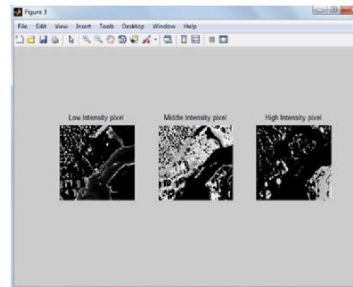 Figure 3
File Edit View Insert Tools Desktop Window Help
Low Intensity pixel Middle Intensity pixel High Intensity pixel